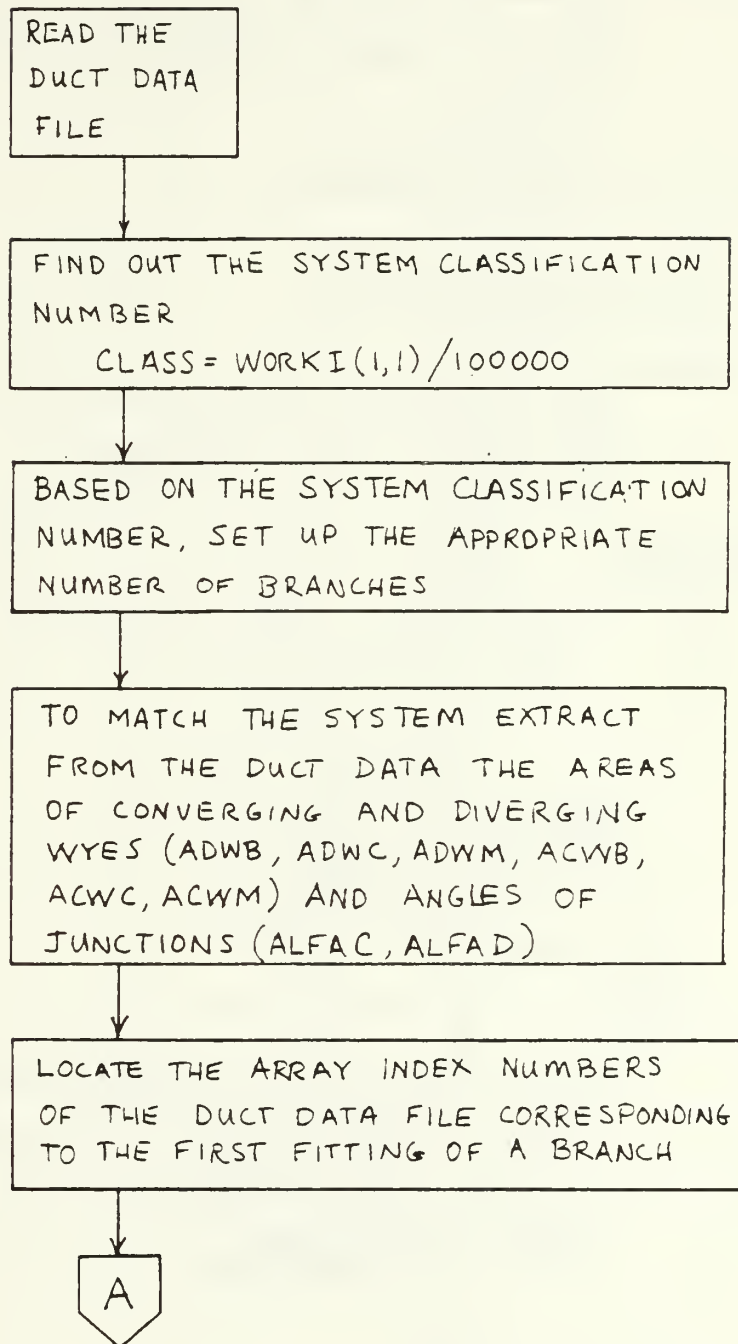 READ THE
DUCT DATA
FILE
FIND OUT THE SYSTEM CLASSIFICATION
NUMBER
CLASS = WORKI(1,1)/100000
BASED ON THE SYSTEM CLASSIFICATION
NUMBER, SET UP THE APPROPRIATE
NUMBER OF BRANCHES
TO MATCH THE SYSTEM EXTRACT
FROM THE DUCT DATA THE AREAS
OF CONVERGING AND DIVERGING
WYES (ADWB, ADWC, ADWM, ACWB,
ACWC, ACWM) AND ANGLES OF
JUNCTIONS (ALFAC, ALFAD)
LOCATE THE ARRAY INDEX NUMBERS
OF THE DUCT DATA FILE CORRESPONDING
TO THE FIRST FITTING OF A BRANCH
A